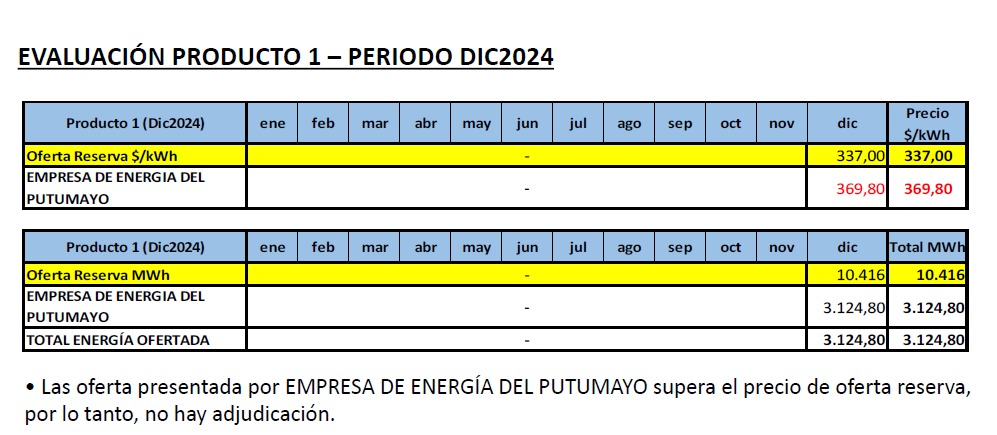 EVALUACIÓN PRODUCTO 1 – PERIODO DIC2024
Producto 1 (Dic2024) ene feb mar abr may jun jul ago sep oct nov dic Precio $/kWh
Oferta Reserva $/kWh - 337,00 337,00
EMPRESA DE ENERGIA DEL
PUTUMAYO - 369,80 369,80
Producto 1 (Dic2024) ene feb mar abr may jun jul ago sep oct nov dic Total MWh
Oferta Reserva MWh - 10.416 10.416
EMPRESA DE ENERGIA DEL
PUTUMAYO - 3.124,80 3.124,80
TOTAL ENERGÍA OFERTADA - 3.124,80 3.124,80
• Las oferta presentada por EMPRESA DE ENERGÍA DEL PUTUMAYO supera el precio de oferta reserva,
por lo tanto, no hay adjudicación.